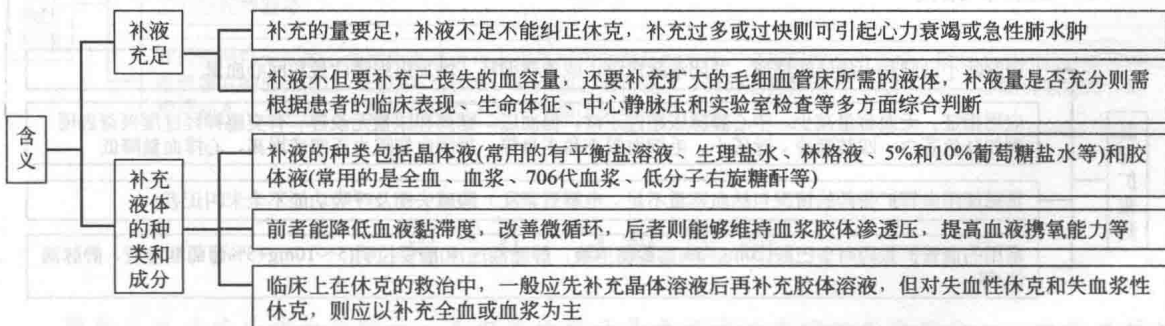 含义
补液
充足
补充的量要足，补液不足不能纠正休克，补充过多或过快则可引起心力衰竭或急性肺水肿
补液不但要补充已丧失的血容量，还要补充扩大的毛细血管床所需的液体，补液量是否充分则需
根据患者的临床表现、生命体征、中心静脉压和实验室检查等多方面综合判断
补充
液体
的种
类和
成分
补液的种类包括晶体液(常用的有平衡盐溶液、生理盐水、林格液、5%和10%葡萄糖盐水等)和胶
体液(常用的是全血、血浆、706代血浆、低分子右旋糖酐等)
前者能降低血液黏滞度，改善微循环，后者则能够维持血浆胶体渗透压，提高血液携氧能力等
临床上在休克的救治中，一般应先补充晶体溶液后再补充胶体溶液，但对失血性休克和失血浆性
休克，则应以补充全血或血浆为主